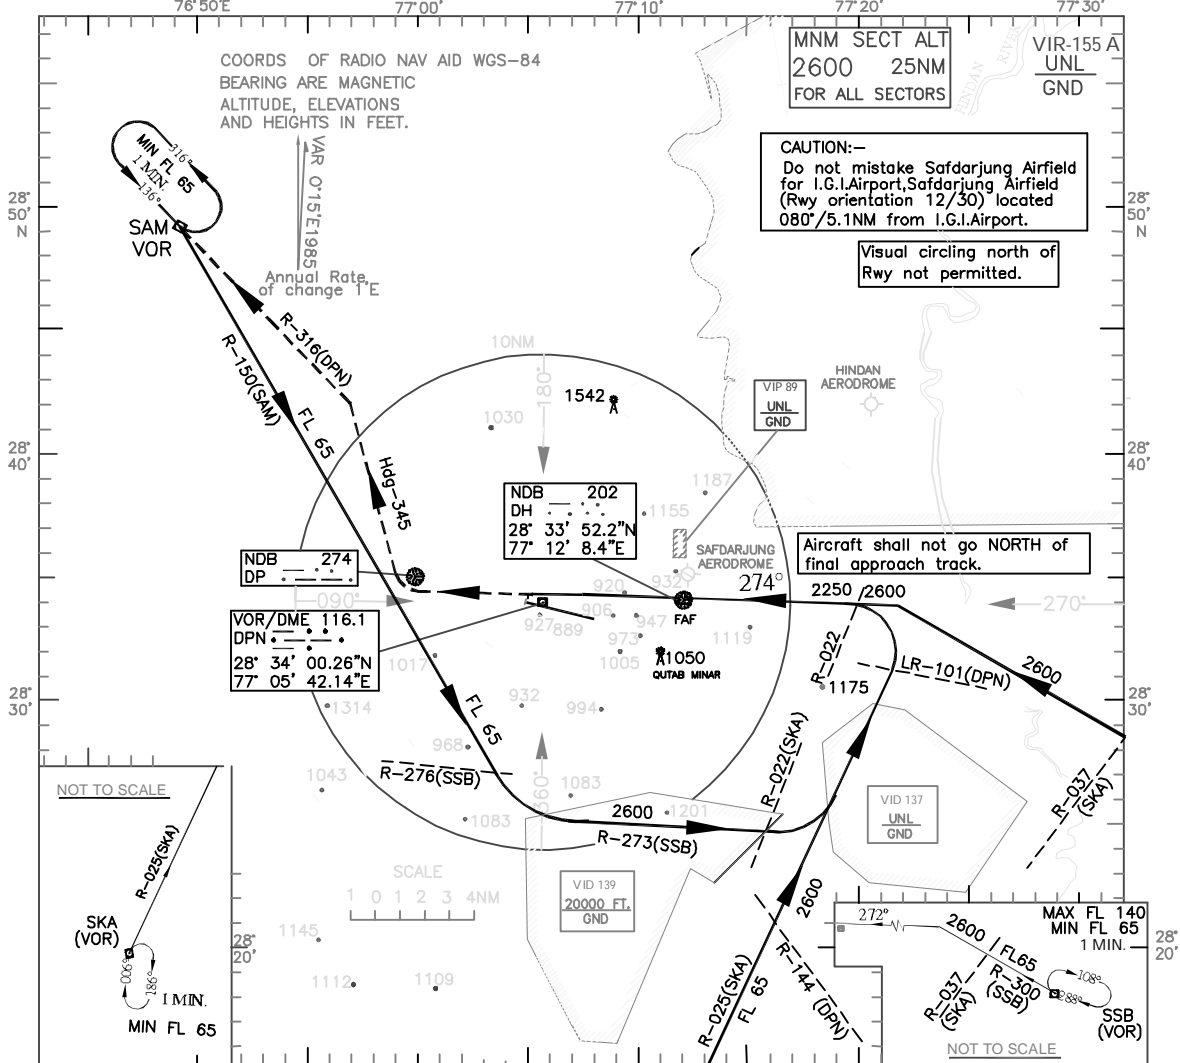 76°50'E
77°00'
77°10'
77°20'
77°30'
COORDS OF RADIO NAV AID WGS-84
BEARING ARE MAGNETIC
ALTITUDE, ELEVATIONS
AND HEIGHTS IN FEET.
MNM SECT ALT
2600 25NM
FOR ALL SECTORS
VIR-155 A
UNL
GND
HINDAN RIVER
CAUTION:-
Do not mistake Safdarjung Airfield
for I.G.I.Airport,Safdarjung Airfield
(Rwy orientation 12/30) located
080°/5.1NM from I.G.I.Airport.
Visual circling north of
Rwy not permitted.
MIN FL 65
1 MIN.
316°
136°
SAM
VOR
VAR 0°15'E1985
Annual Rate
of change 1'E
28°
50'
N
28°
50'
N
R-316(DPN)
R-150(SAM)
FL 65
10NM
180°
1542
1030
VIP 89
UNL
GND
HINDAN
AERODROME
28°
40'
28°
40'
Hdg-345
NDB 202
DH
28° 33' 52.2"N
77° 12' 8.4"E
1187
1155
SAFDARJUNG
AERODROME
Aircraft shall not go NORTH of
final approach track.
NDB 274
DP
920
932
274°
2250
/2600
090°
270°
VOR/DME 116.1
DPN
28° 34' 00.26"N
77° 05' 42.14"E
906
FAF
927
889
947
973
1119
1005
1050
QUTAB MINAR
1017
R-022
LR-101(DPN)
2600
1175
28°
30'
28°
30'
1314
932
994
FL 65
968
R-276(SSB)
1043
360°
1083
1083
1201
2600
R-273(SSB)
R-022(SKA)
VID 137
UNL
GND
R-037
(SKA)
NOT TO SCALE
R-025(SKA)
SKA
(VOR)
006°
186°
1 MIN.
MIN FL 65
SCALE
1 0 1 2 3 4NM
VID 139
20000 FT.
GND
2600
1145
1112
1109
28°
20'
R-025(SKA)
FL 65
R-144 (DPN)
272°
2600
/FL65
MAX FL 140
MIN FL 65
1 MIN.
R-300
(SSB)
R-037
(SKA)
108°
288°
SSB
(VOR)
NOT TO SCALE
28°
20'